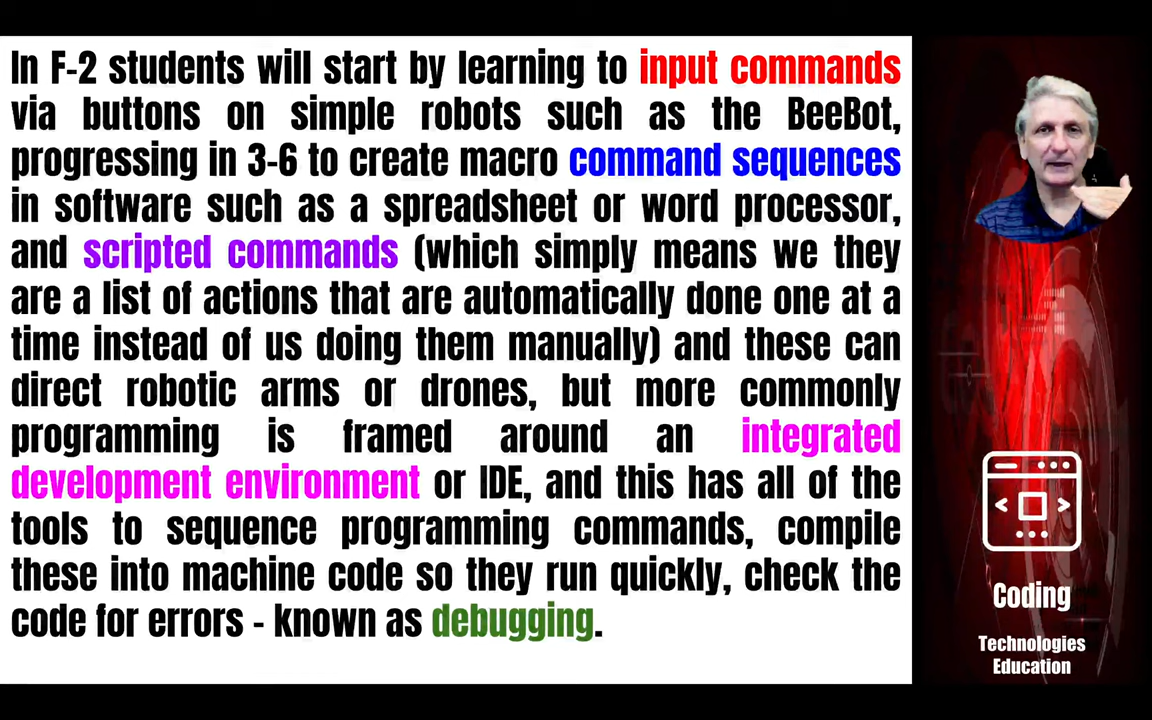 In F-2 students will start by learning to input commands
via buttons on simple robots such as the BeeBot,
progressing in 3-6 to create macro command sequences
in software such as a spreadsheet or word processor,
and scripted commands (which simply means we they
are a list of actions that are automatically done one at a
time instead of us doing them manually) and these can
direct robotic arms or drones, but more commonly
programming is framed around an integrated
development environment or IDE, and this has all of the
tools to sequence programming commands, compile
these into machine code so they run quickly, check the
code for errors - known as debugging.
Coding
Technologies
Education